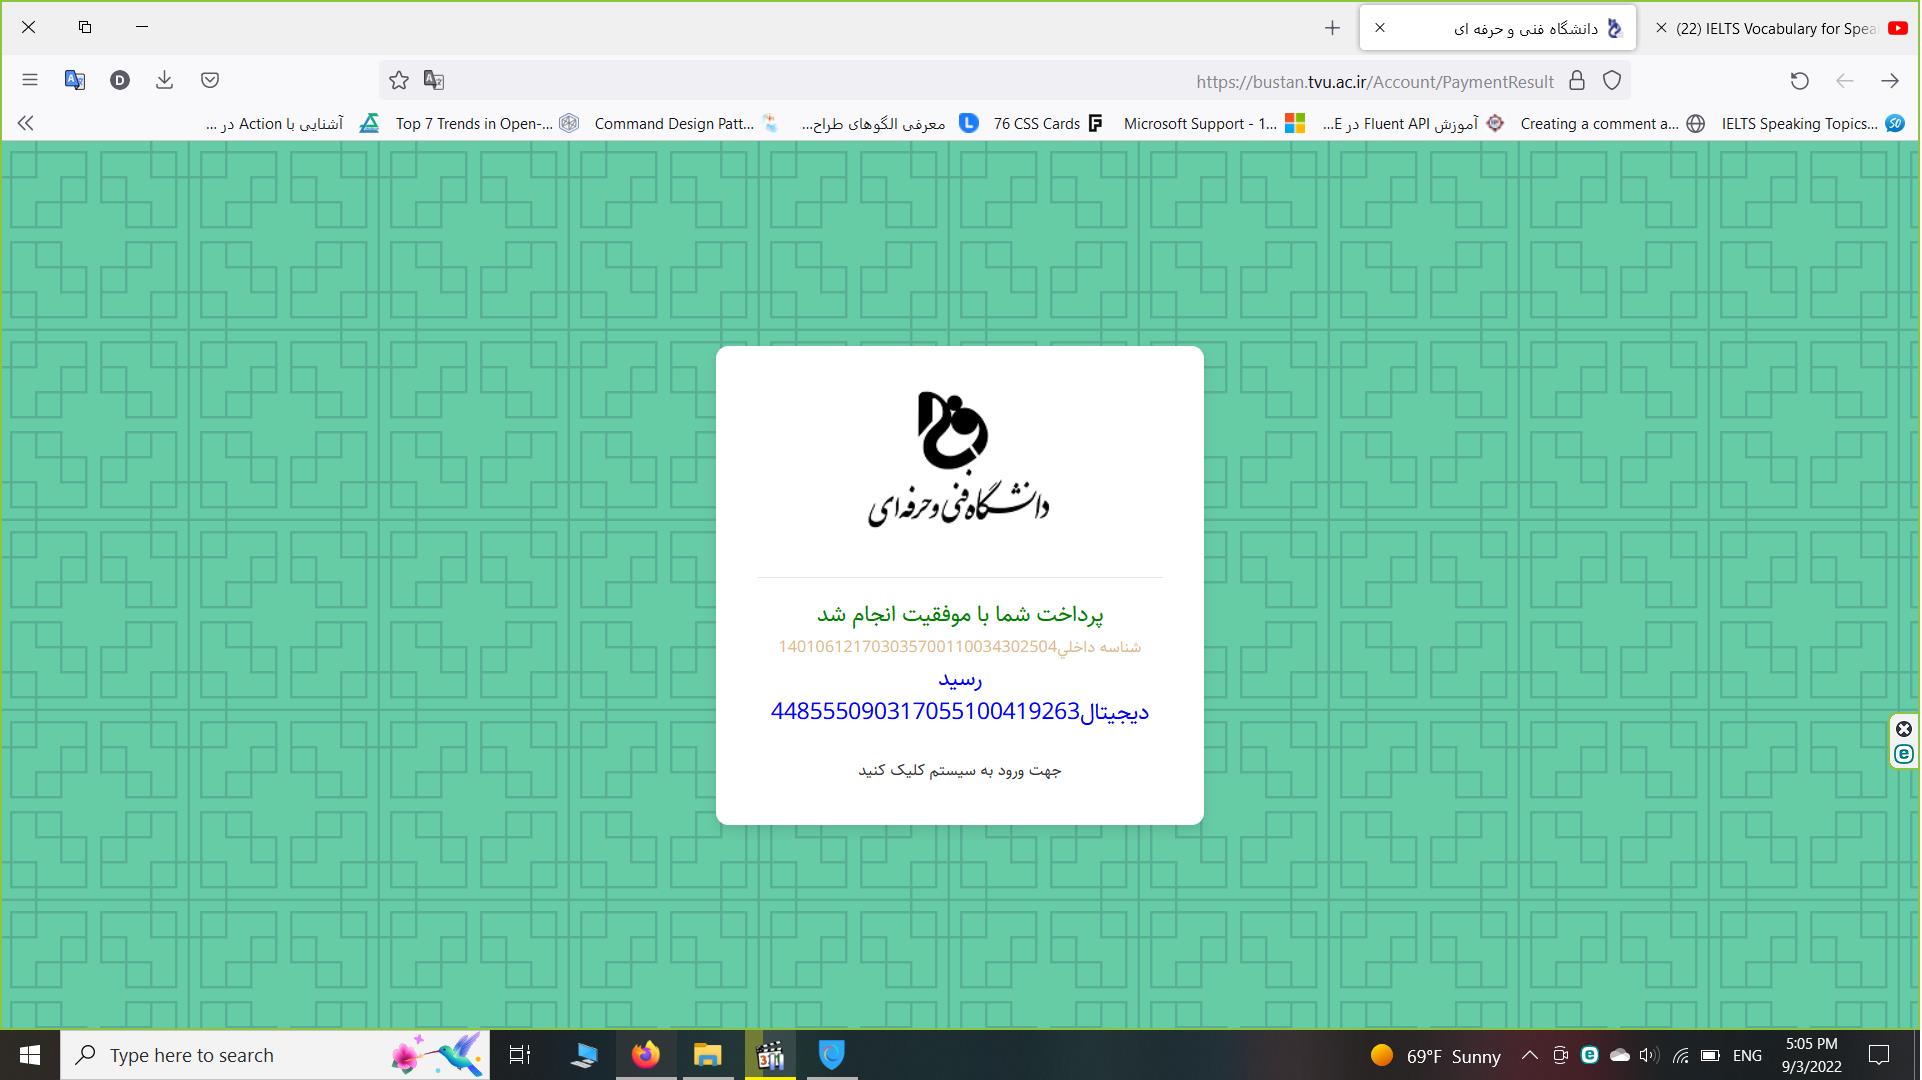 (22) IELTS Vocabulary for Spea
دانشگاه فنی و حرفه ای
https://bustan.tvu.ac.ir/Account/PaymentResult
D
IELTS Speaking Topics...
Creating a comment a...
آموزش Fluent API در E...
Microsoft Support - 1...
76 CSS Cards
معرفی الگوهای طراح...
Command Design Patt...
Top 7 Trends in Open-...
آشنایی با Action در ...
دانشگاه فنی و حرفه‌ای
پرداخت شما با موفقیت انجام شد
شناسه داخلي140106121703035700110034302504
رسید
دیجیتال448555090317055100419263
جهت ورود به سیستم کلیک کنید
Type here to search
69°F Sunny
ENG
5:05 PM
9/3/2022